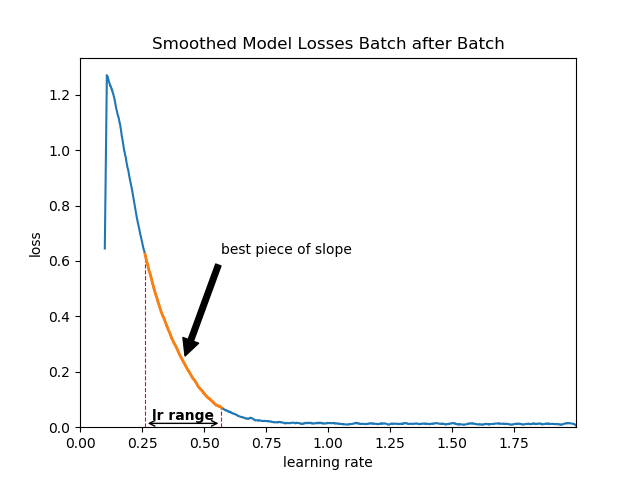 Smoothed Model Losses Batch after Batch
1.2
1.0
0.8
0.6
0.4
0.2
0.0
loss
best piece of slope
lr range
0.00 0.25 0.50 0.75 1.00 1.25 1.50 1.75
learning rate